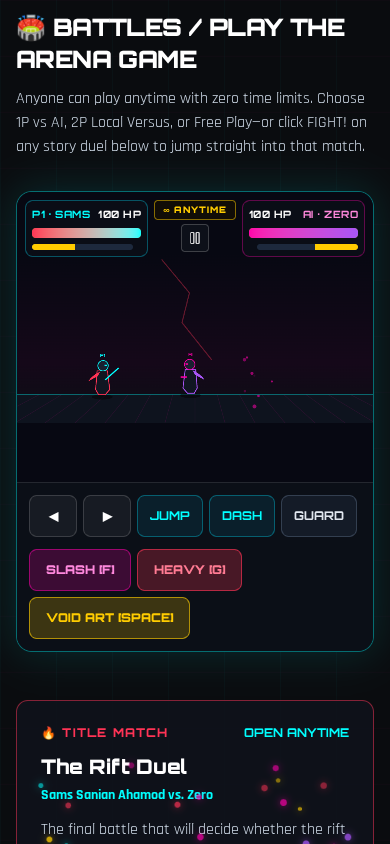 🏟️ BATTLES / PLAY THE
ARENA GAME
Anyone can play anytime with zero time limits. Choose
1P vs AI, 2P Local Versus, or Free Play—or click FIGHT! on
any story duel below to jump straight into that match.
P1 · SAMS 100 HP
∞ ANYTIME
100 HP AI · ZERO
P1
◀ ▶ JUMP DASH GUARD
SLASH [F] HEAVY [G]
VOID ART [SPACE]
🔥 TITLE MATCH OPEN ANYTIME
The Rift Duel
Sams Sanian Ahamod vs. Zero
The final battle that will decide whether the rift